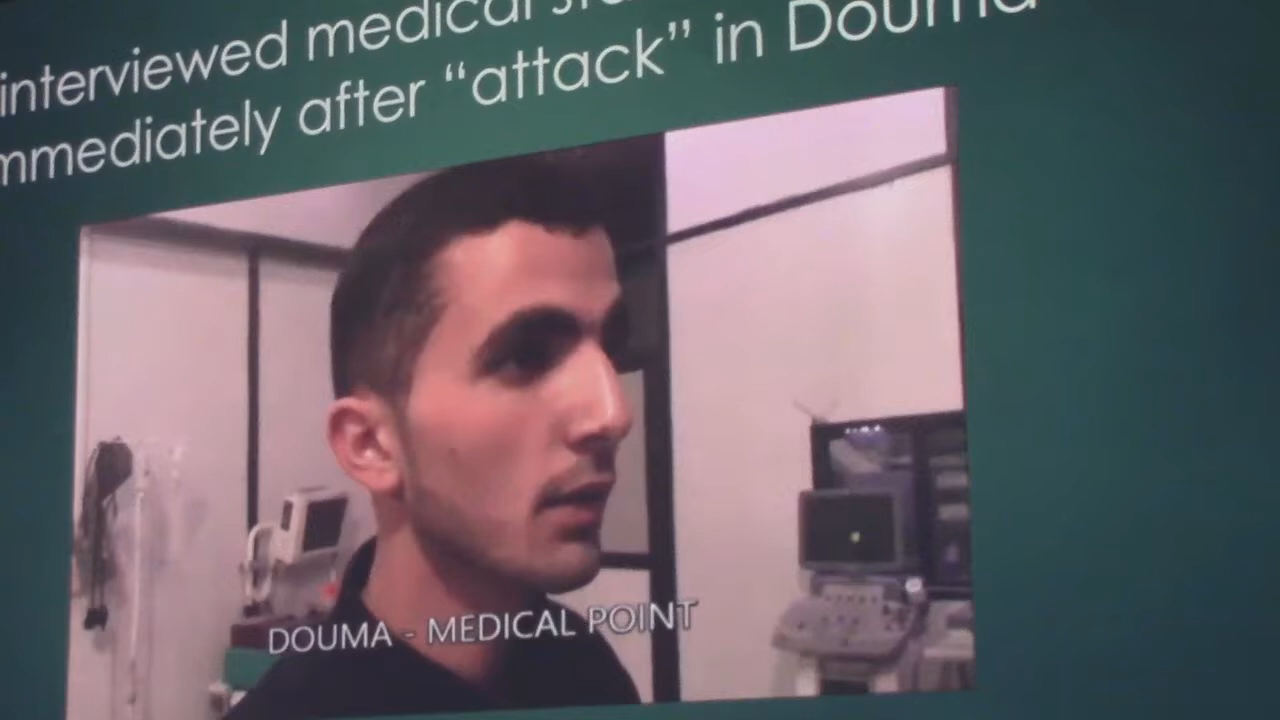 interviewed medical
mmediately after “attack” in Douma
DOUMA - MEDICAL POINT